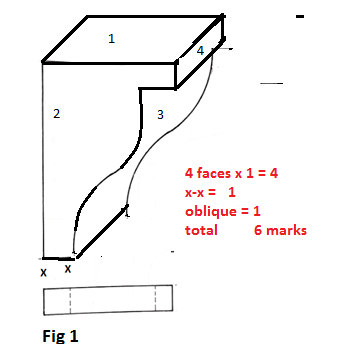 1
4
2
3
4 faces x 1 = 4
x-x = 1
oblique = 1
total 6 marks
x x
Fig 1